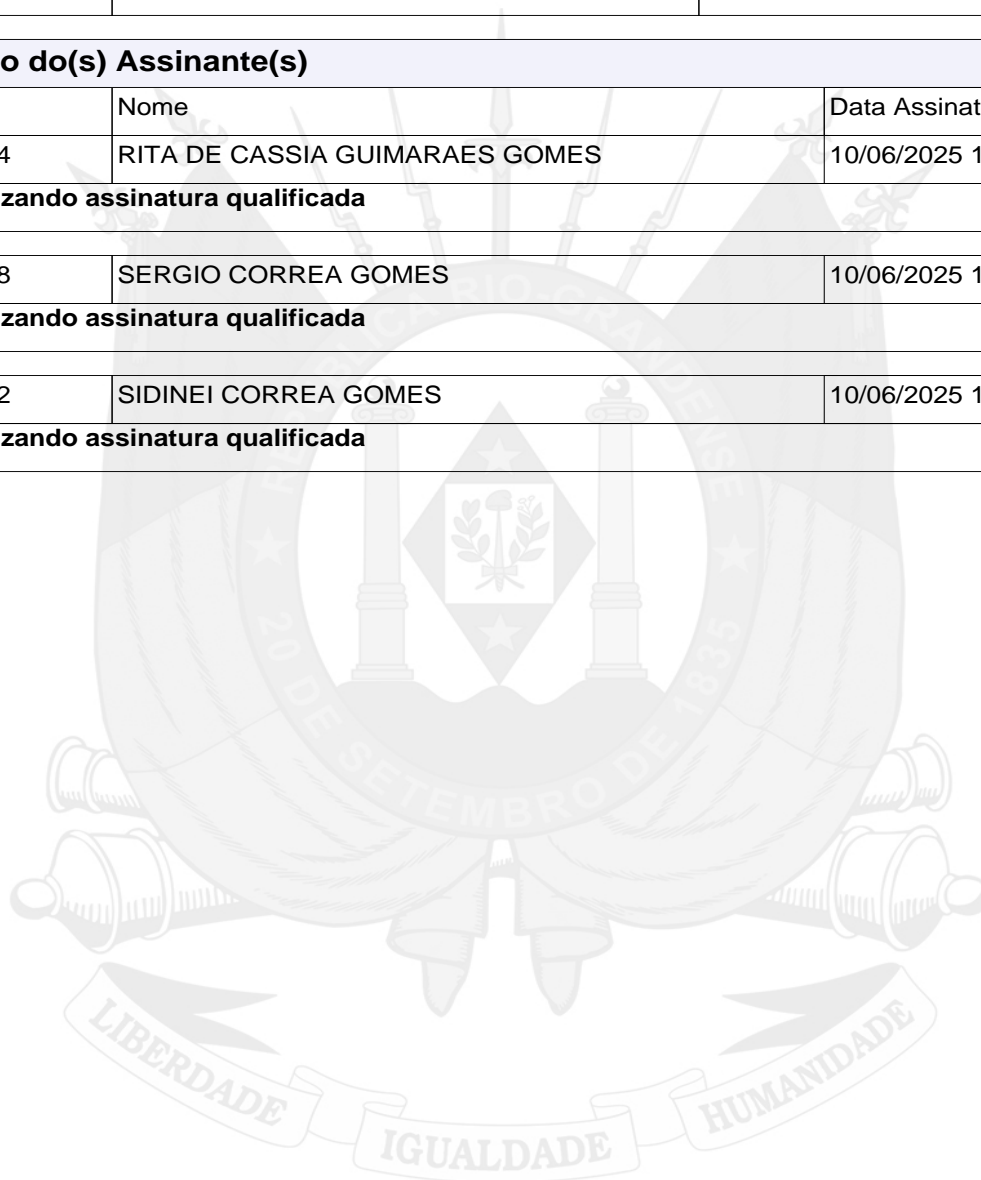 o do(s) Assinante(s)
Nome Data Assinat
4 RITA DE CASSIA GUIMARAES GOMES 10/06/2025 1
zando assinatura qualificada
8 SERGIO CORREA GOMES 10/06/2025 1
zando assinatura qualificada
2 SIDINEI CORREA GOMES 10/06/2025 1
zando assinatura qualificada
REPÚBLICA RIO-GRANDENSE
20 DE SETEMBRO DE 1835
LIBERDADE
IGUALDADE
HUMANIDADE